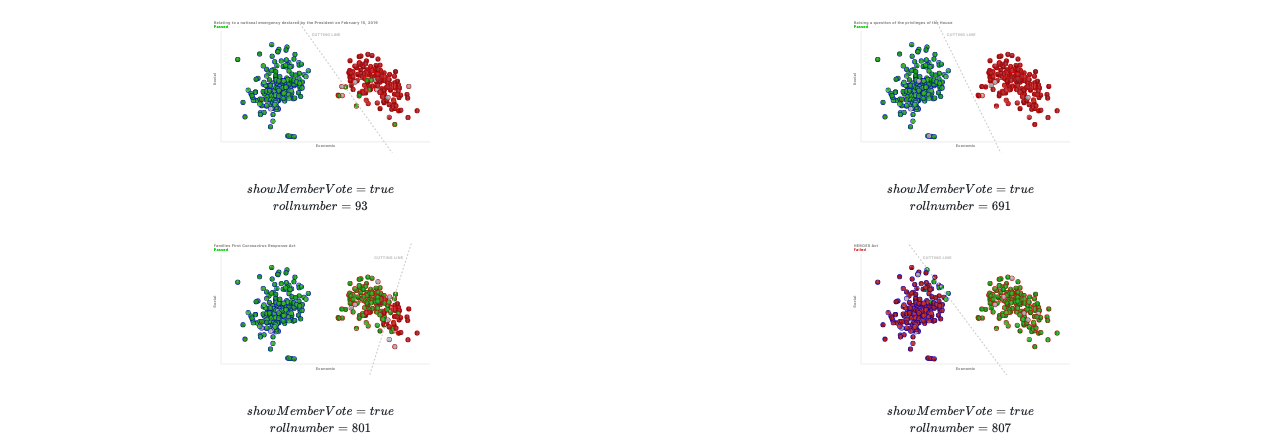 Relating to a national emergency declared by the President on February 15, 2019
Passed
CUTTING LINE
Social
Economic
showMemberVote = true
rollnumber = 93
Raising a question of the privileges of the House
Passed
CUTTING LINE
Social
Economic
showMemberVote = true
rollnumber = 691
Families First Coronavirus Response Act
Passed
CUTTING LINE
Social
Economic
showMemberVote = true
rollnumber = 801
HEROES Act
Failed
CUTTING LINE
Social
Economic
showMemberVote = true
rollnumber = 807